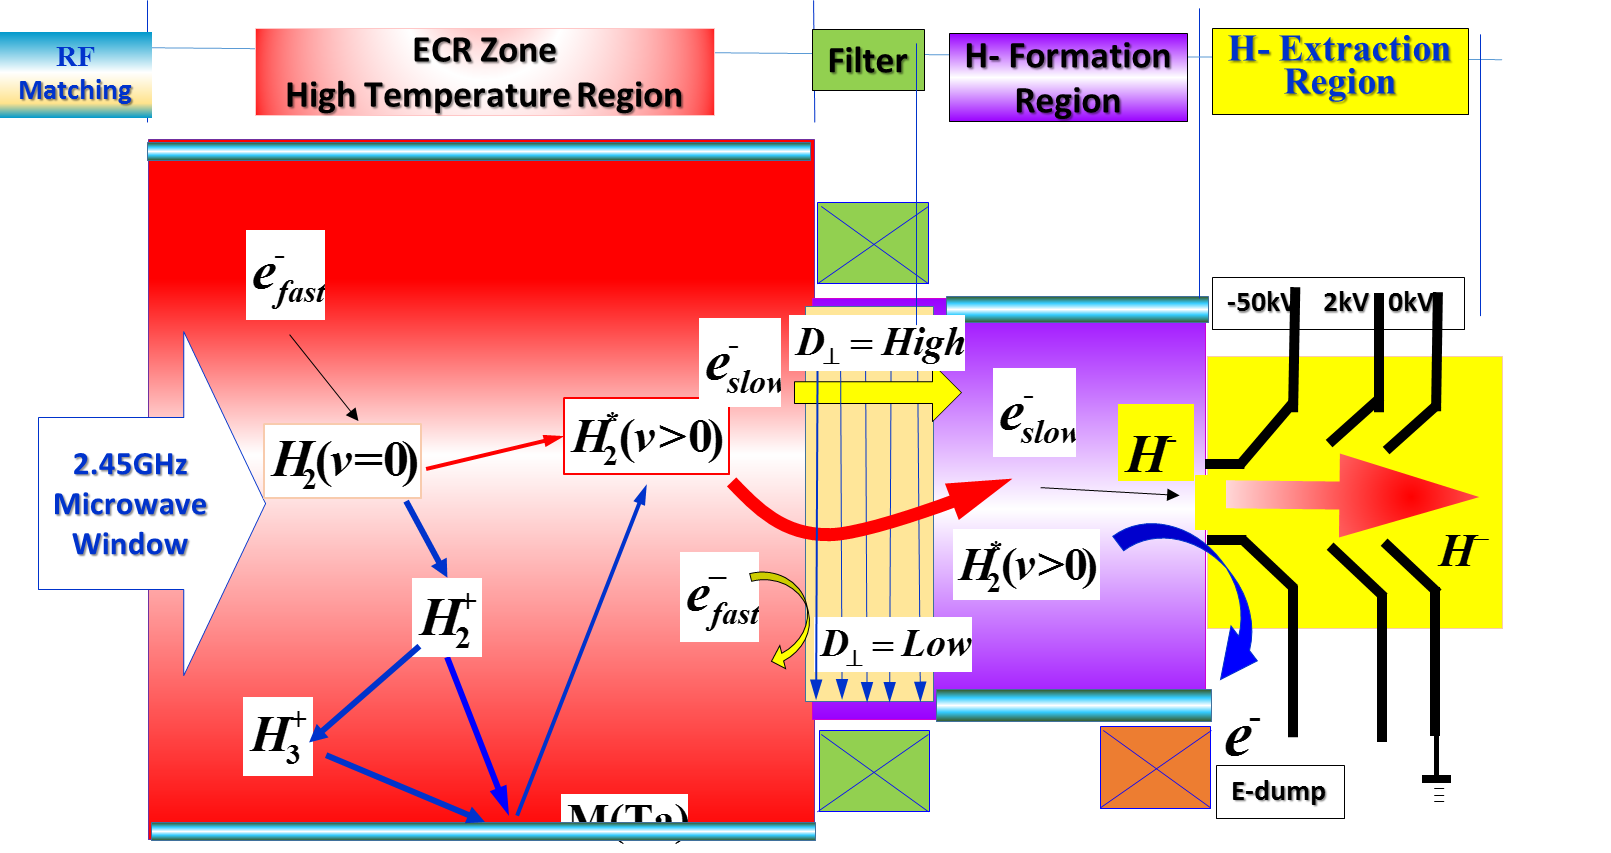 RF
Matching
ECR Zone
High Temperature Region
Filter
H- Formation
Region
H- Extraction
Region
e⁻fast
-50kV 2kV 0kV
e⁻slow
D⊥ = High
e⁻slow
H₂(v=0)
H₂*(v>0)
H⁻
2.45GHz
Microwave
Window
H⁻
H₂*(v>0)
e⁻fast
H₂⁺
D⊥ = Low
H₃⁺
e⁻
E-dump
M(Ta)